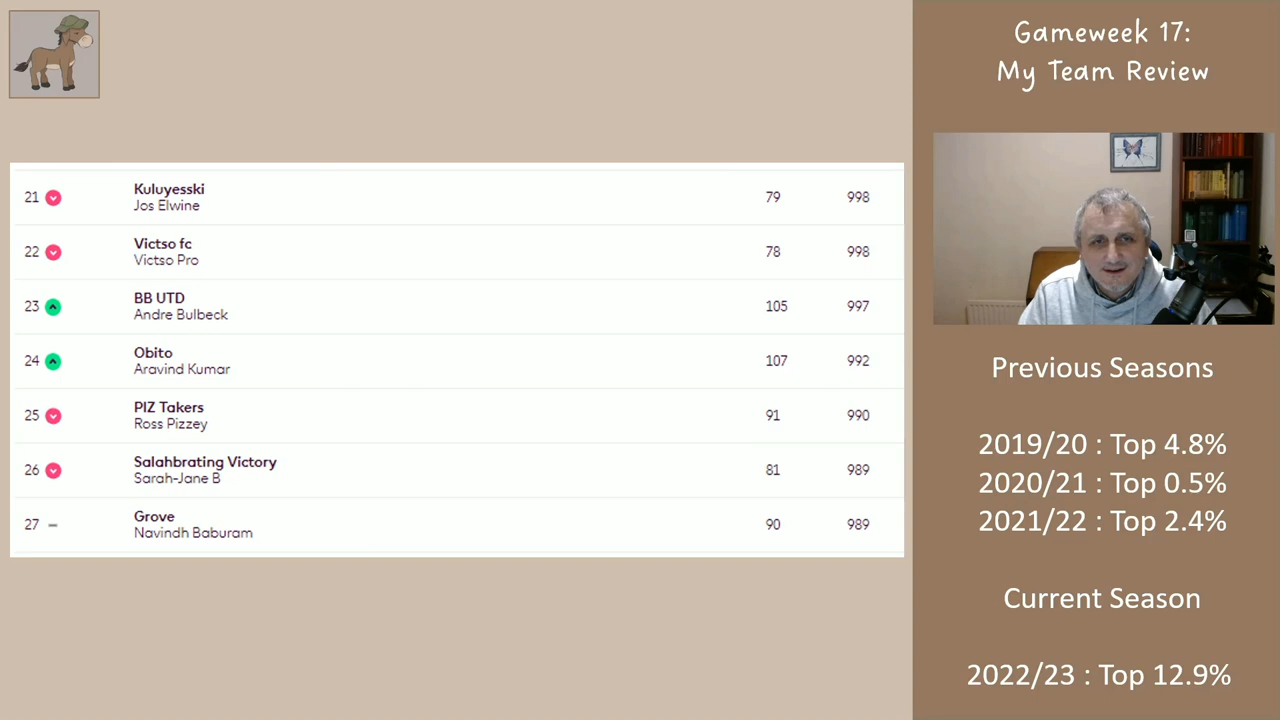 Gameweek 17:
My Team Review
21 Kuluyesski 79 998
Jos Elwine
22 Victso fc 78 998
Victso Pro
23 BB UTD 105 997
Andre Bulbeck
24 Obito 107 992
Aravind Kumar
25 PIZ Takers 91 990
Ross Pizzey
26 Salahbrating Victory 81 989
Sarah-Jane B
27 Grove 90 989
Navindh Baburam
Previous Seasons
2019/20 : Top 4.8%
2020/21 : Top 0.5%
2021/22 : Top 2.4%
Current Season
2022/23 : Top 12.9%